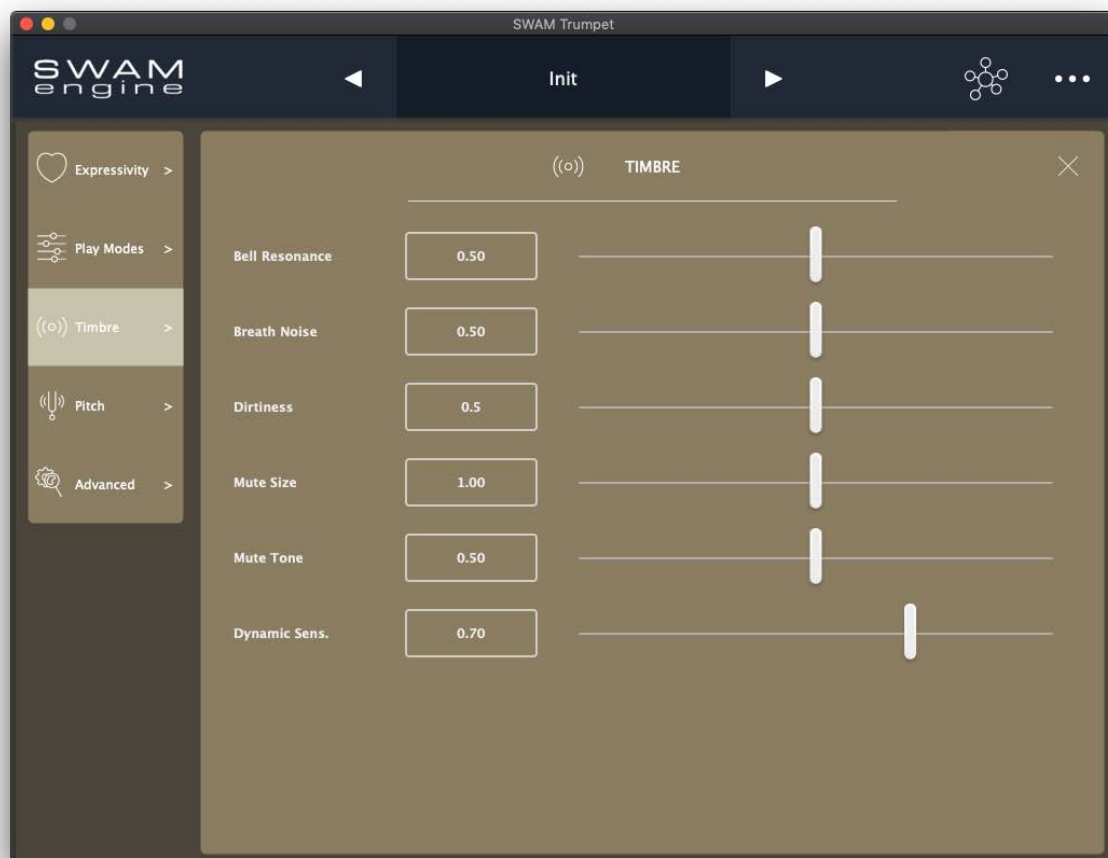 SWAM Trumpet
SWAM
engine
Init
Expressivity >
Play Modes >
Timbre >
Pitch >
Advanced >
TIMBRE
Bell Resonance 0.50
Breath Noise 0.50
Dirtiness 0.5
Mute Size 1.00
Mute Tone 0.50
Dynamic Sens. 0.70